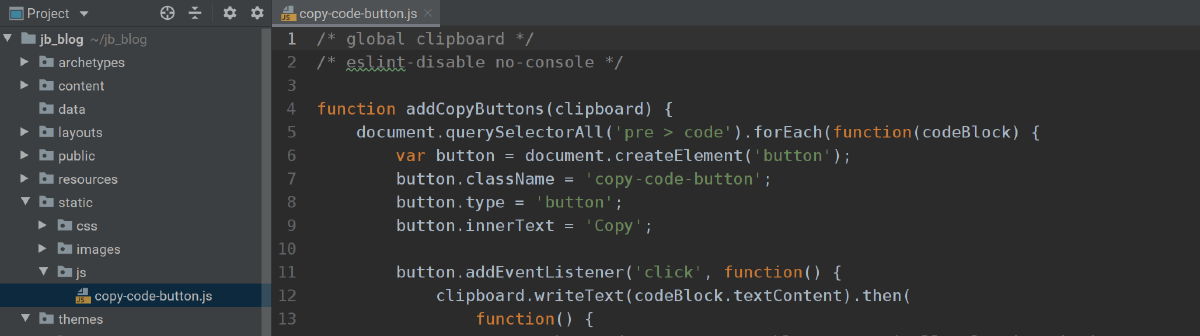 Project
jb_blog ~/jb_blog
archetypes
content
data
layouts
public
resources
static
css
images
js
JS copy-code-button.js
themes
JS copy-code-button.js
1 /* global clipboard */
2 /* eslint-disable no-console */
3
4 function addCopyButtons(clipboard) {
5 document.querySelectorAll('pre > code').forEach(function(codeBlock) {
6 var button = document.createElement('button');
7 button.className = 'copy-code-button';
8 button.type = 'button';
9 button.innerText = 'Copy';
10
11 button.addEventListener('click', function() {
12 clipboard.writeText(codeBlock.textContent).then(
13 function() {